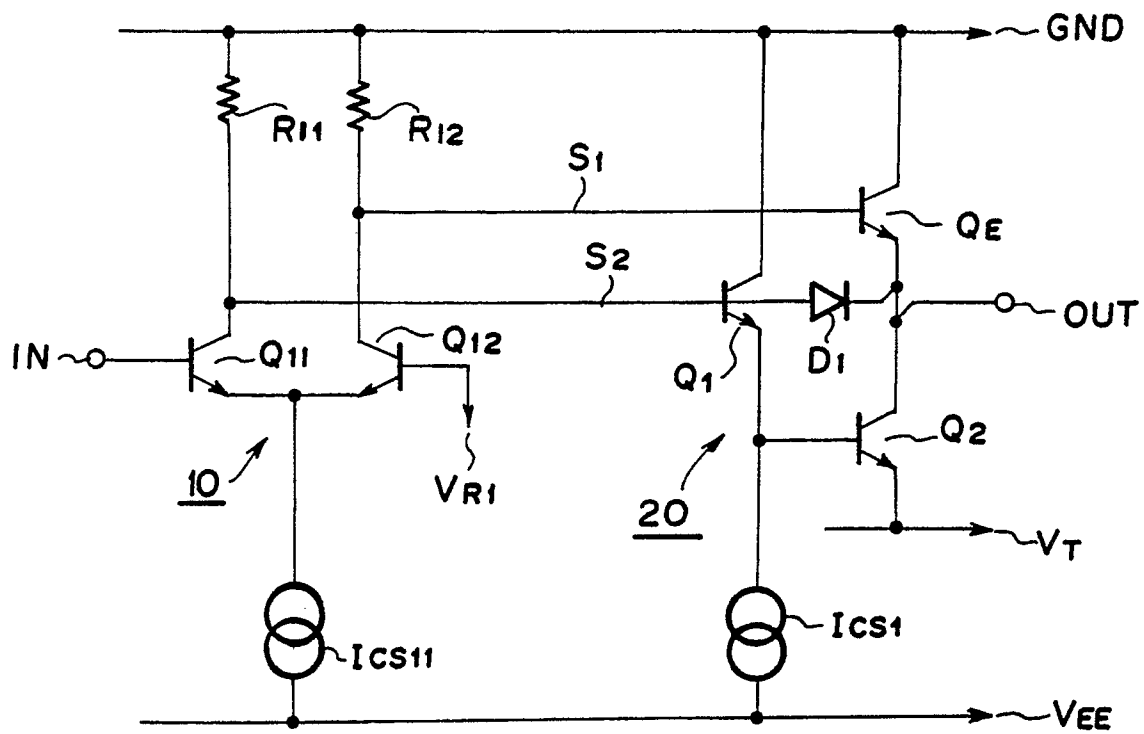 GND
R11
R12
S1
QE
S2
OUT
IN
Q11
Q12
Q1
D1
Q2
10
VR1
20
VT
ICS1
ICS11
VEE